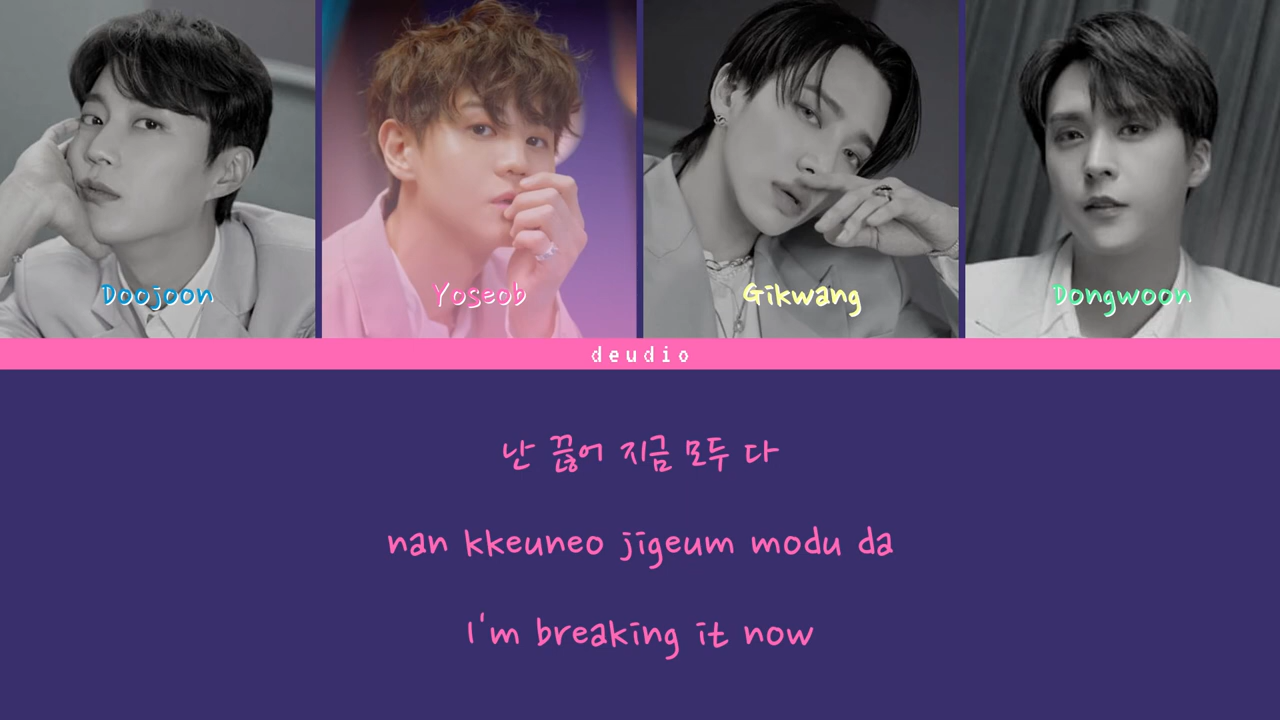 Doojoon
Yoseob
Gikwang
Dongwoon
deudio
난 끊어 지금 모두 다
nan kkeuneo jigeum modu da
I'm breaking it now